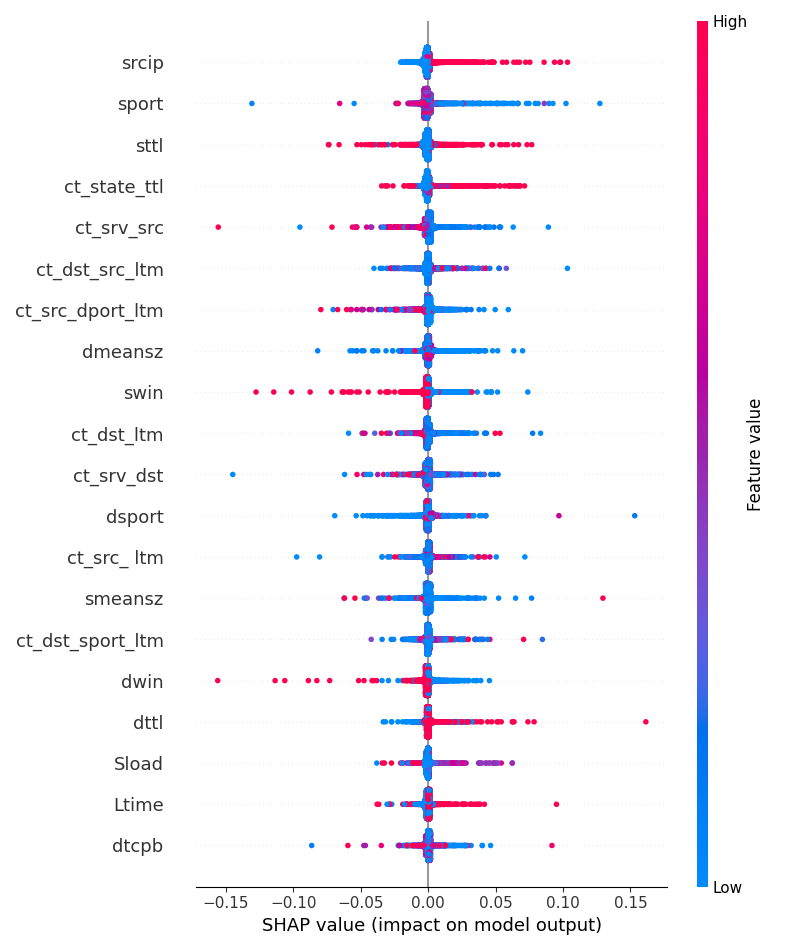 High
srcip
sport
sttl
ct_state_ttl
ct_srv_src
ct_dst_src_ltm
ct_src_dport_ltm
dmeansz
swin
ct_dst_ltm
ct_srv_dst
dsport
ct_src_ ltm
smeansz
ct_dst_sport_ltm
dwin
dttl
Sload
Ltime
dtcpb
Feature value
Low
−0.15 −0.10 −0.05 0.00 0.05 0.10 0.15
SHAP value (impact on model output)